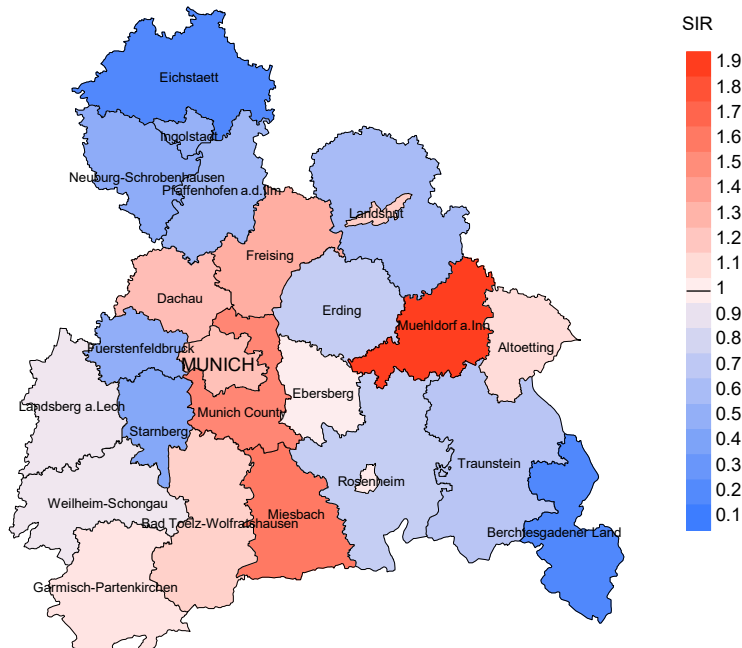 SIR
1.9
1.8
1.7
1.6
1.5
1.4
1.3
1.2
1.1
1
0.9
0.8
0.7
0.6
0.5
0.4
0.3
0.2
0.1
Eichstaett
Ingolstadt
Neuburg-Schrobenhausen
Pfaffenhofen a.d.Ilm
Landshut
Freising
Dachau
Erding
Muehldorf a.Inn
Altoetting
Fuerstenfeldbruck
MUNICH
Ebersberg
Landsberg a.Lech
Munich County
Starnberg
Traunstein
Rosenheim
Weilheim-Schongau
Miesbach
Bad Toelz-Wolfratshausen
Berchtesgadener Land
Garmisch-Partenkirchen